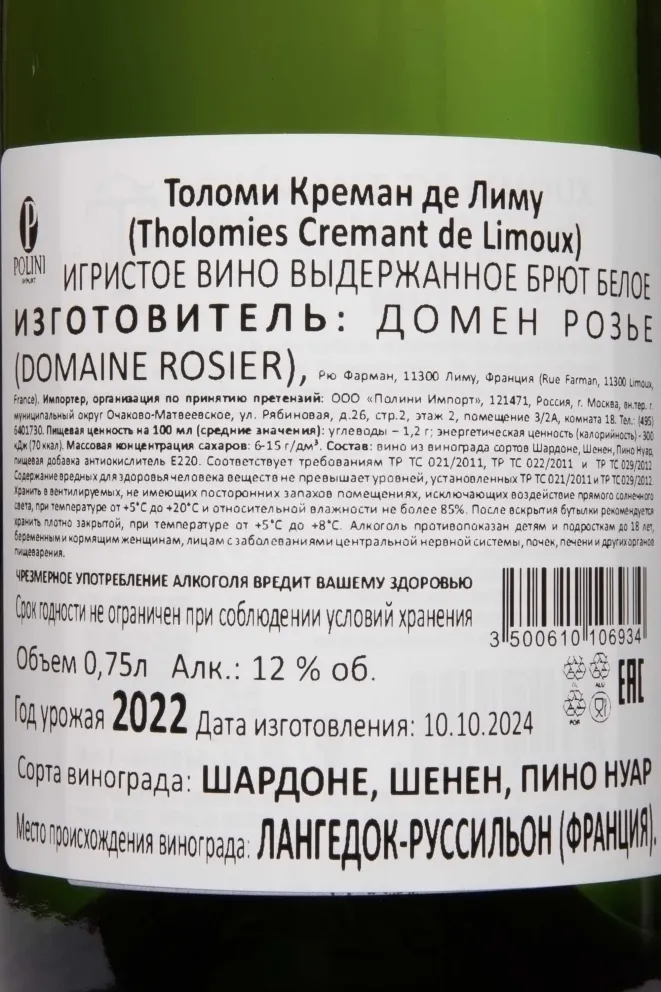 Толоми Креман де Лиму
(Tholomies Cremant de Limoux)
POLINI
ИМПОРТ
ИГРИСТОЕ ВИНО ВЫДЕРЖАННОЕ БРЮТ БЕЛОЕ
ИЗГОТОВИТЕЛЬ: ДОМЕН РОЗЬЕ
(DOMAINE ROSIER), Рю Фарман, 11300 Лиму, Франция (Rue Farman, 11300 Limoux,
France). Импортер, организация по принятию претензий: ООО «Полини Импорт», 121471, Россия, г. Москва, вн.тер. г.
муниципальный округ Очаково-Матвеевское, ул. Рябиновая, д.26, стр.2, этаж 2, помещение 3/2А, комната 18. Тел.: (495)
6401730. Пищевая ценность на 100 мл (средние значения): углеводы – 1,2 г; энергетическая ценность (калорийность) - 300
кДж (70 ккал). Массовая концентрация сахаров: 6-15 г/дм³. Состав: вино из винограда сортов Шардоне, Шенен, Пино Нуар,
пищевая добавка антиокислитель Е220. Соответствует требованиям ТР ТС 021/2011, ТР ТС 022/2011 и ТР ТС 029/2012
Содержание вредных для здоровья человека веществ не превышает уровней, установленных ТР ТС 021/2011 и ТР ТС 029/2012.
Хранить в вентилируемых, не имеющих посторонних запахов помещениях, исключающих воздействие прямого солнечного
света, при температуре от +5°С до +20°С и относительной влажности не более 85%. После вскрытия бутылки рекомендуется
хранить плотно закрытой, при температуре от +5°С до +8°С. Алкоголь противопоказан детям и подросткам до 18 лет,
беременным и кормящим женщинам, лицам с заболеваниями центральной нервной системы, почек, печени и других органов
пищеварения.
ЧРЕЗМЕРНОЕ УПОТРЕБЛЕНИЕ АЛКОГОЛЯ ВРЕДИТ ВАШЕМУ ЗДОРОВЬЮ
Срок годности не ограничен при соблюдении условий хранения
3 500610 106934
Объем 0,75л Алк.: 12 % об.
EAC
Год урожая 2022 Дата изготовления: 10.10.2024
Сорта винограда: ШАРДОНЕ, ШЕНЕН, ПИНО НУАР
Место происхождения винограда: ЛАНГЕДОК-РУССИЛЬОН (ФРАНЦИЯ).